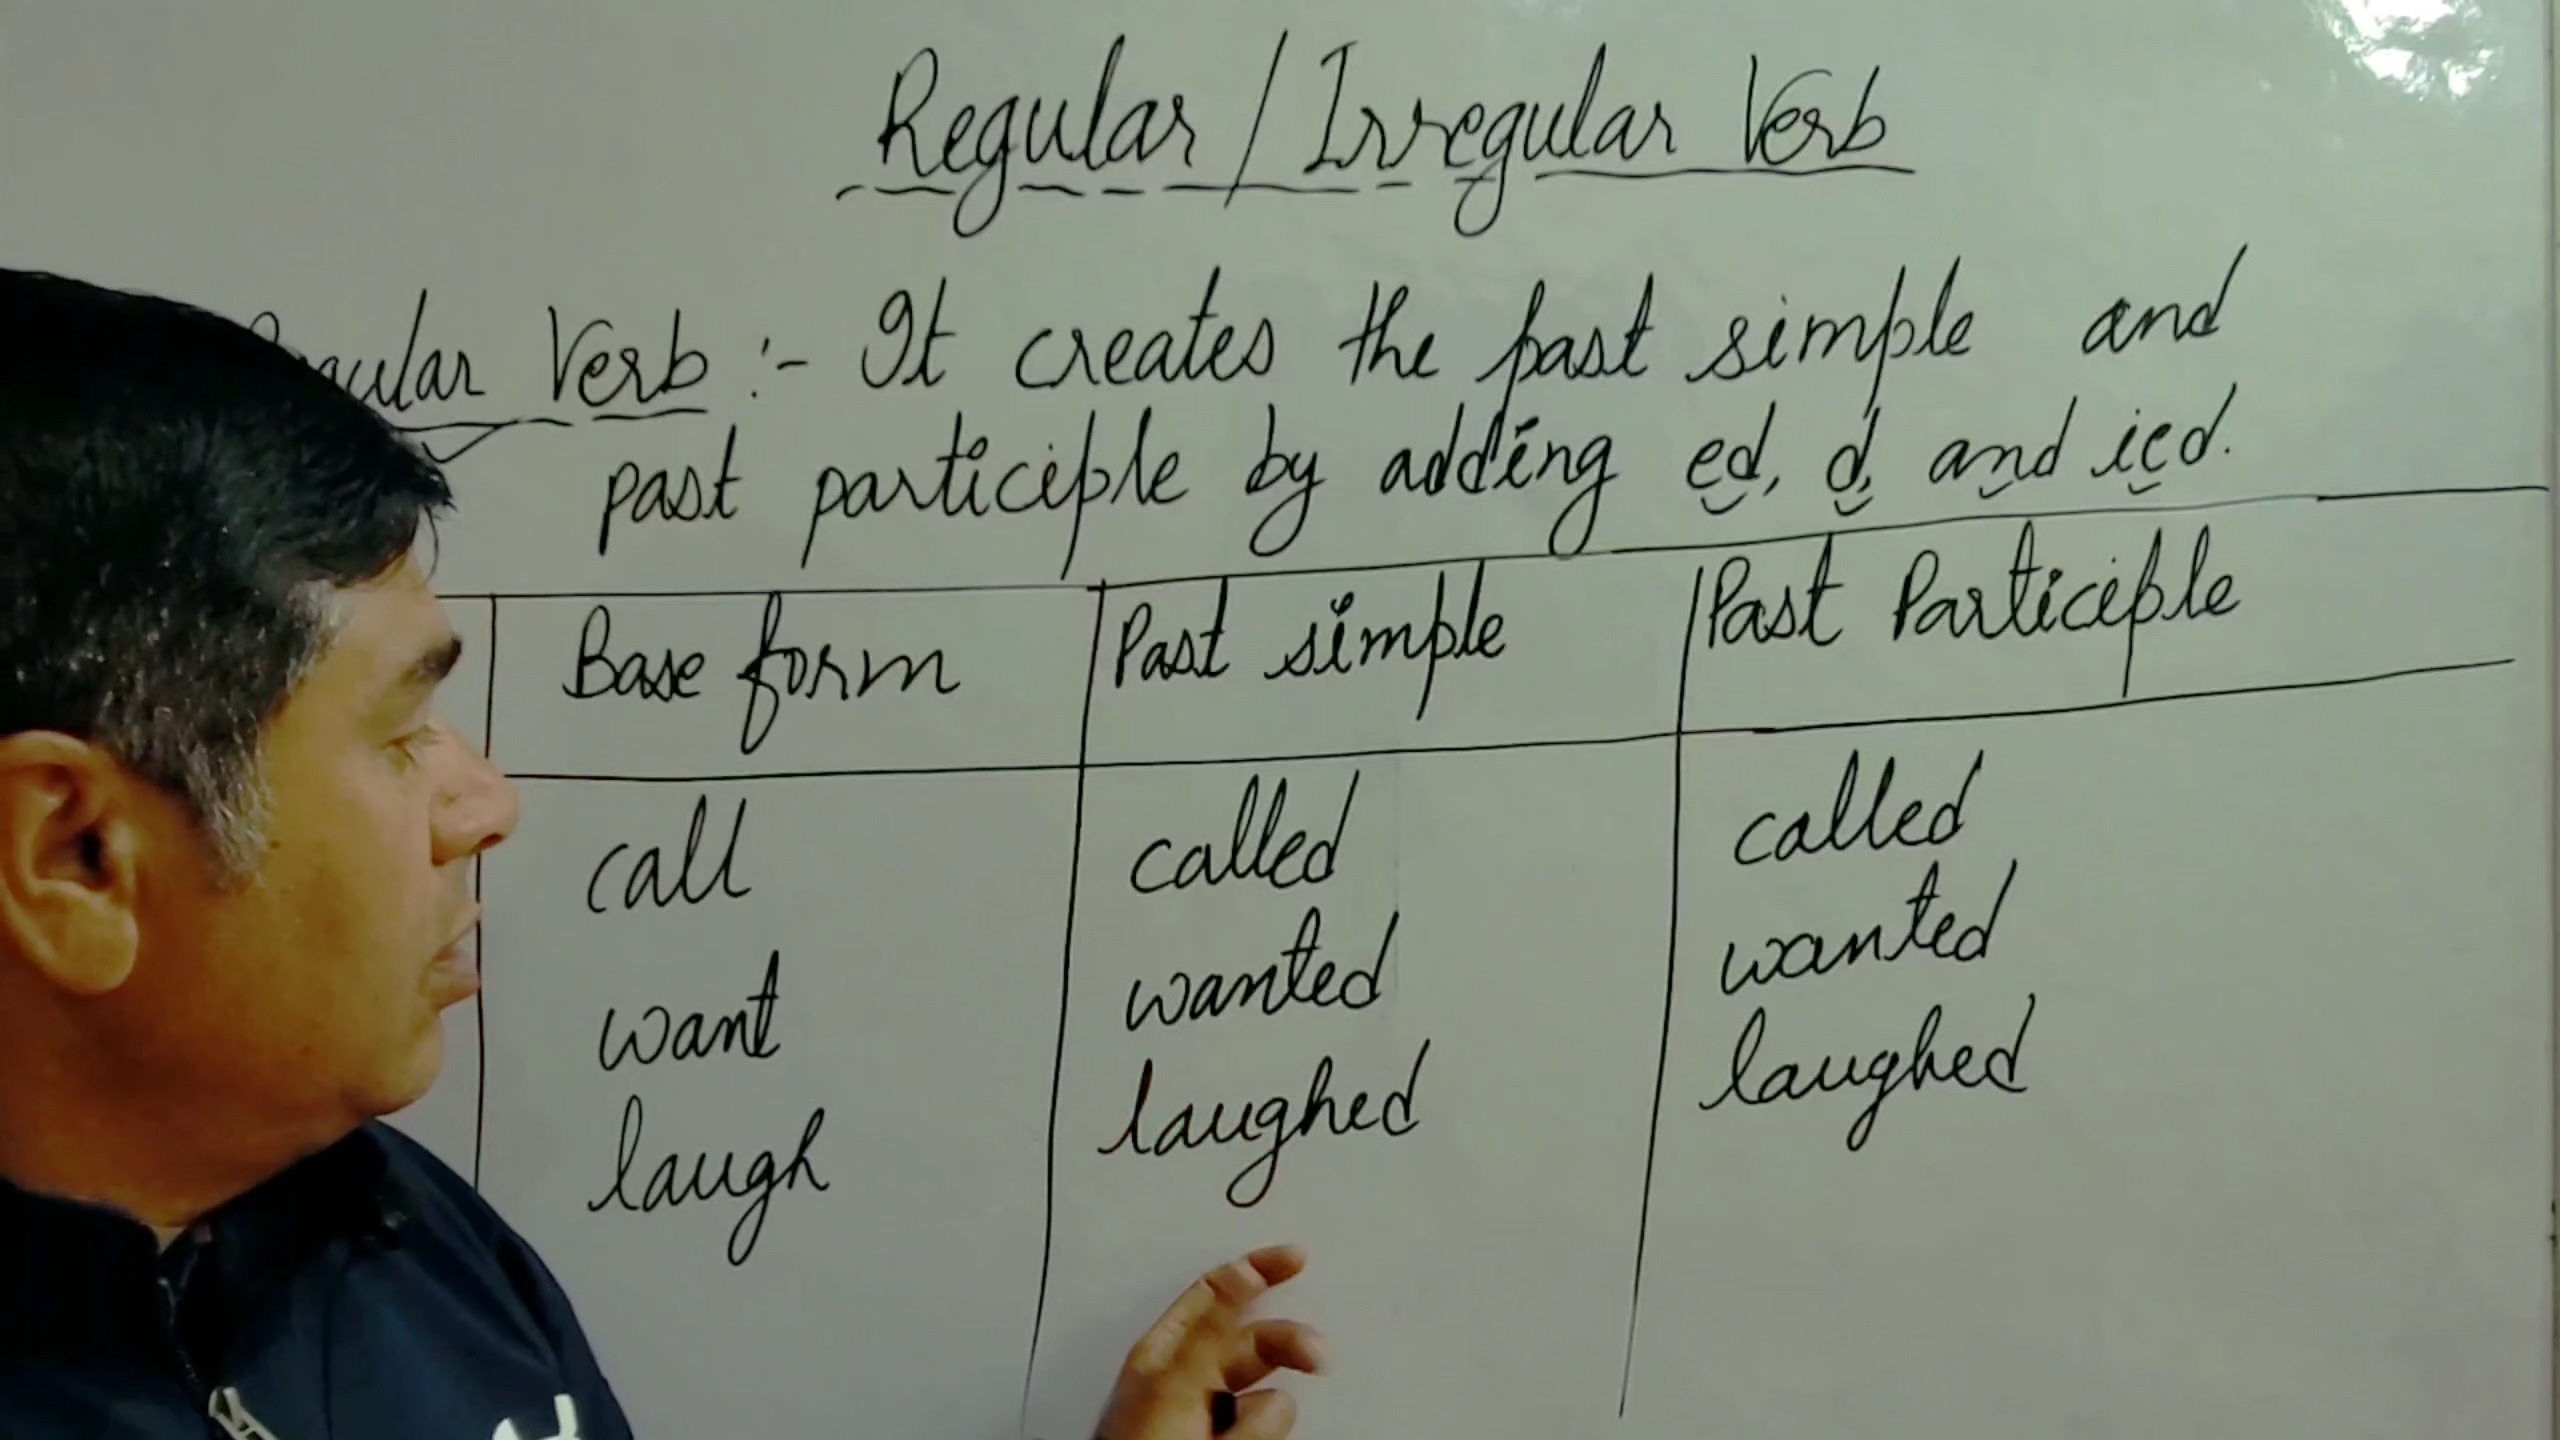 Regular / Irregular Verb
Regular Verb :- It creates the past simple and
past participle by adding ed, d, and ied.
Base form Past simple Past Participle
call called called
want wanted wanted
laugh laughed laughed